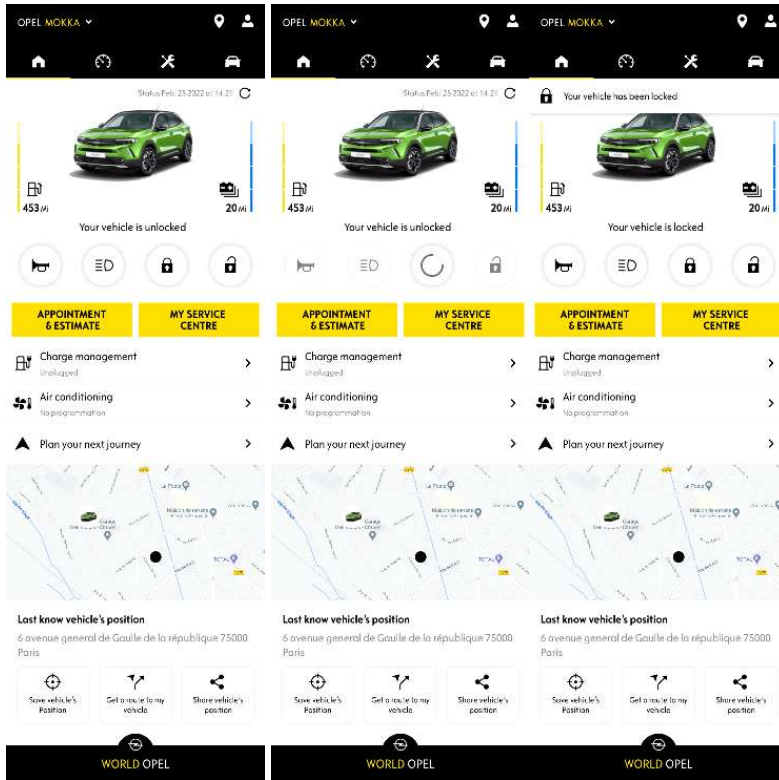 OPEL MOKKA
Status Feb, 25 2022 at 14:21
453 Mi
20 Mi
Your vehicle is unlocked
APPOINTMENT
& ESTIMATE
MY SERVICE
CENTRE
Charge management
Unplugged
Air conditioning
No programmation
Plan your next journey
La Poste
TOTAL
Last know vehicle's position
6 avenue general de Gaulle de la république 75000
Paris
Save vehicle's
Position
Get a route to my
vehicle
Share vehicle's
position
WORLD OPEL
OPEL MOKKA
Status Feb, 25 2022 at 14:21
453 Mi
20 Mi
Your vehicle is unlocked
APPOINTMENT
& ESTIMATE
MY SERVICE
CENTRE
Charge management
Unplugged
Air conditioning
No programmation
Plan your next journey
La Poste
TOTAL
Last know vehicle's position
6 avenue general de Gaulle de la république 75000
Paris
Save vehicle's
Position
Get a route to my
vehicle
Share vehicle's
position
WORLD OPEL
OPEL MOKKA
Your vehicle has been locked
453 Mi
20 Mi
Your vehicle is locked
APPOINTMENT
& ESTIMATE
MY SERVICE
CENTRE
Charge management
Unplugged
Air conditioning
No programmation
Plan your next journey
La Poste
TOTAL
Last know vehicle's position
6 avenue general de Gaulle de la république 75000
Paris
Save vehicle's
Position
Get a route to my
vehicle
Share vehicle's
position
WORLD OPEL